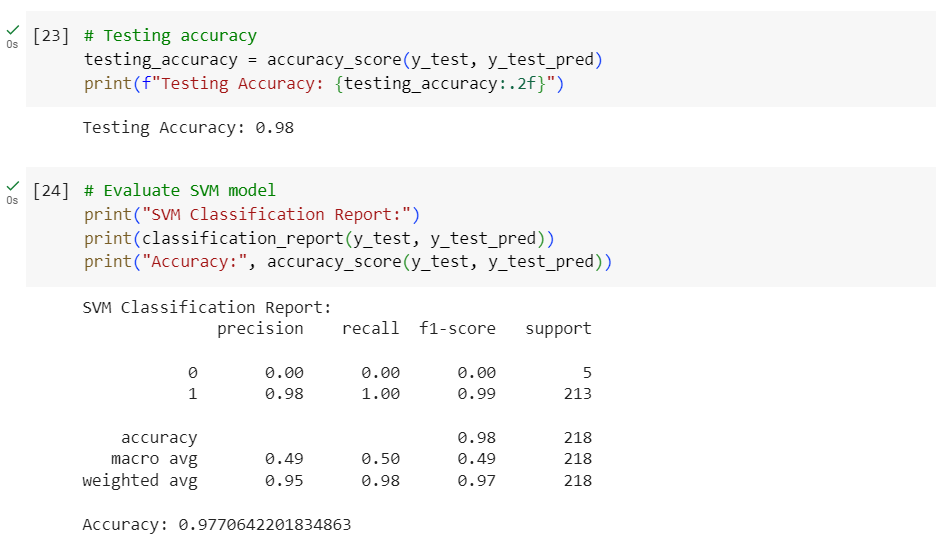 [23] # Testing accuracy
0s
testing_accuracy = accuracy_score(y_test, y_test_pred)
print(f"Testing Accuracy: {testing_accuracy:.2f}")
Testing Accuracy: 0.98
[24] # Evaluate SVM model
0s
print("SVM Classification Report:")
print(classification_report(y_test, y_test_pred))
print("Accuracy:", accuracy_score(y_test, y_test_pred))
SVM Classification Report:
precision recall f1-score support
0 0.00 0.00 0.00 5
1 0.98 1.00 0.99 213
accuracy 0.98 218
macro avg 0.49 0.50 0.49 218
weighted avg 0.95 0.98 0.97 218
Accuracy: 0.9770642201834863